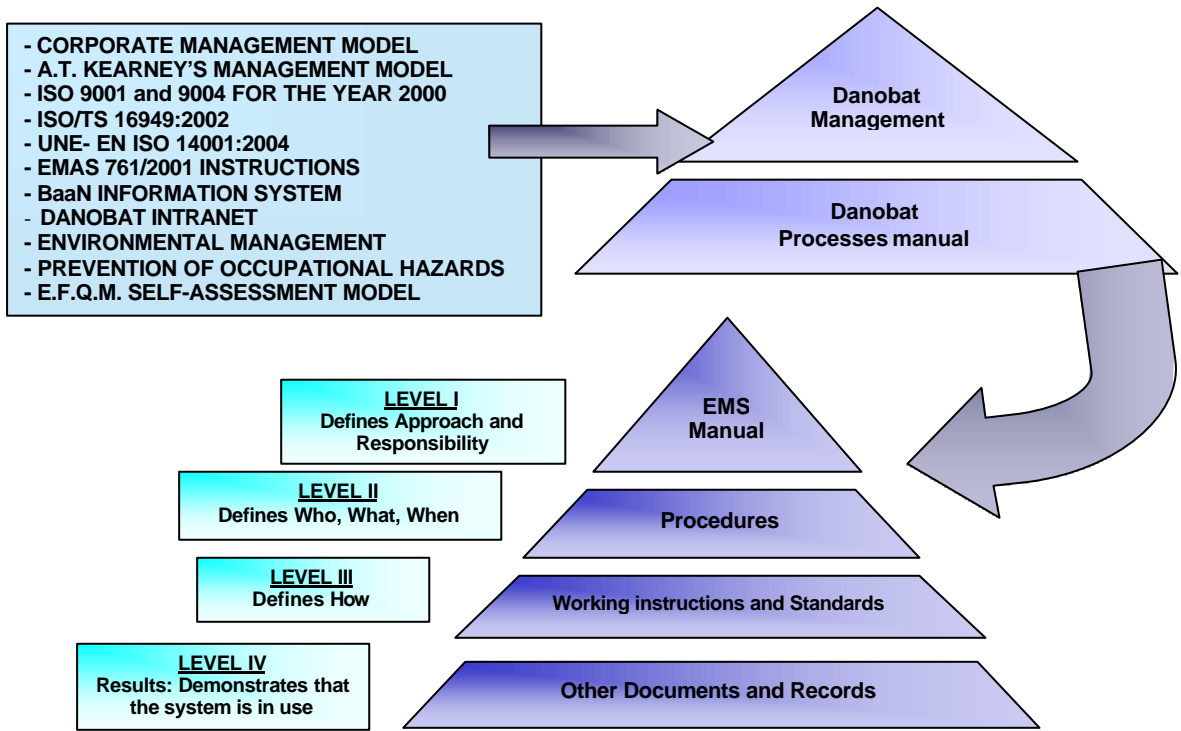 - CORPORATE MANAGEMENT MODEL
- A.T. KEARNEY'S MANAGEMENT MODEL
- ISO 9001 and 9004 FOR THE YEAR 2000
- ISO/TS 16949:2002
- UNE- EN ISO 14001:2004
- EMAS 761/2001 INSTRUCTIONS
- BaaN INFORMATION SYSTEM
- DANOBAT INTRANET
- ENVIRONMENTAL MANAGEMENT
- PREVENTION OF OCCUPATIONAL HAZARDS
- E.F.Q.M. SELF-ASSESSMENT MODEL
Danobat
Management
Danobat
Processes manual
LEVEL I
Defines Approach and
Responsibility
EMS
Manual
LEVEL II
Defines Who, What, When
Procedures
LEVEL III
Defines How
Working instructions and Standards
LEVEL IV
Results: Demonstrates that
the system is in use
Other Documents and Records